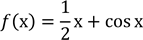 f(x) = 1/2 x + cos x